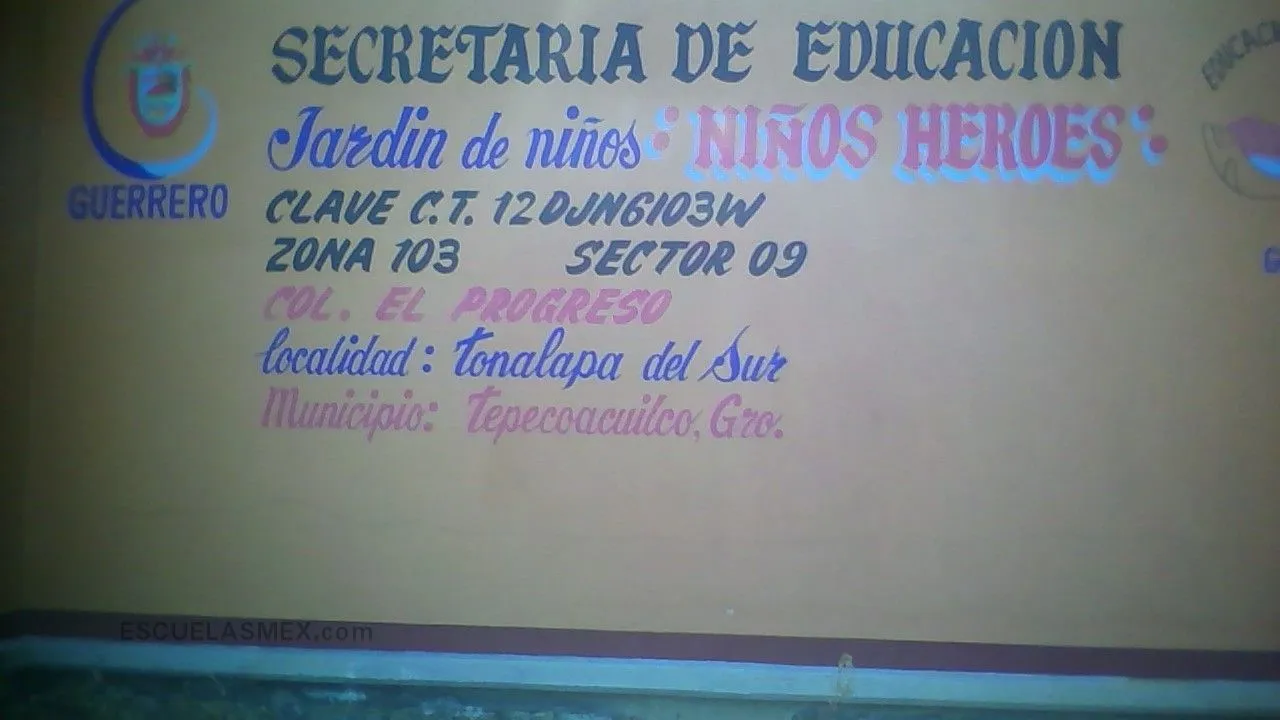 SECRETARIA DE EDUCACION
Jardin de niños "NIÑOS HEROES"
CLAVE C.T. 12DJN6103W
ZONA 103 SECTOR 09
COL. EL PROGRESO
localidad: tonalapa del Sur
Municipio: tepecoacuilco, Gro.
GUERRERO
ESCUELASMEX.com